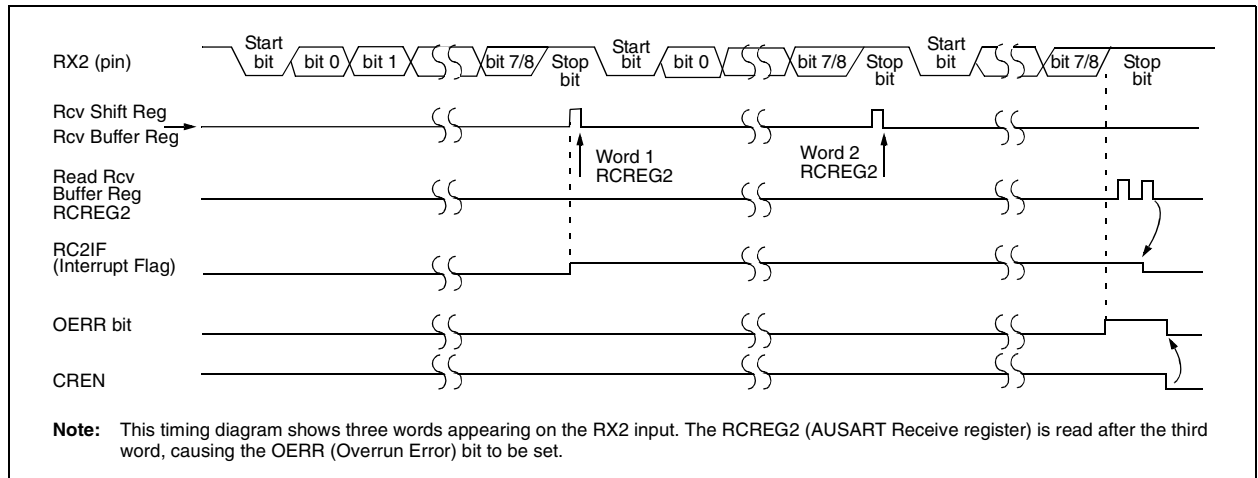 RX2 (pin)
Start bit
bit 0
bit 1
bit 7/8
Stop bit
Start bit
bit 0
bit 7/8
Stop bit
Start bit
bit 7/8
Stop bit
Rcv Shift Reg
Rcv Buffer Reg
Word 1
RCREG2
Word 2
RCREG2
Read Rcv
Buffer Reg
RCREG2
RC2IF
(Interrupt Flag)
OERR bit
CREN
Note: This timing diagram shows three words appearing on the RX2 input. The RCREG2 (AUSART Receive register) is read after the third
word, causing the OERR (Overrun Error) bit to be set.